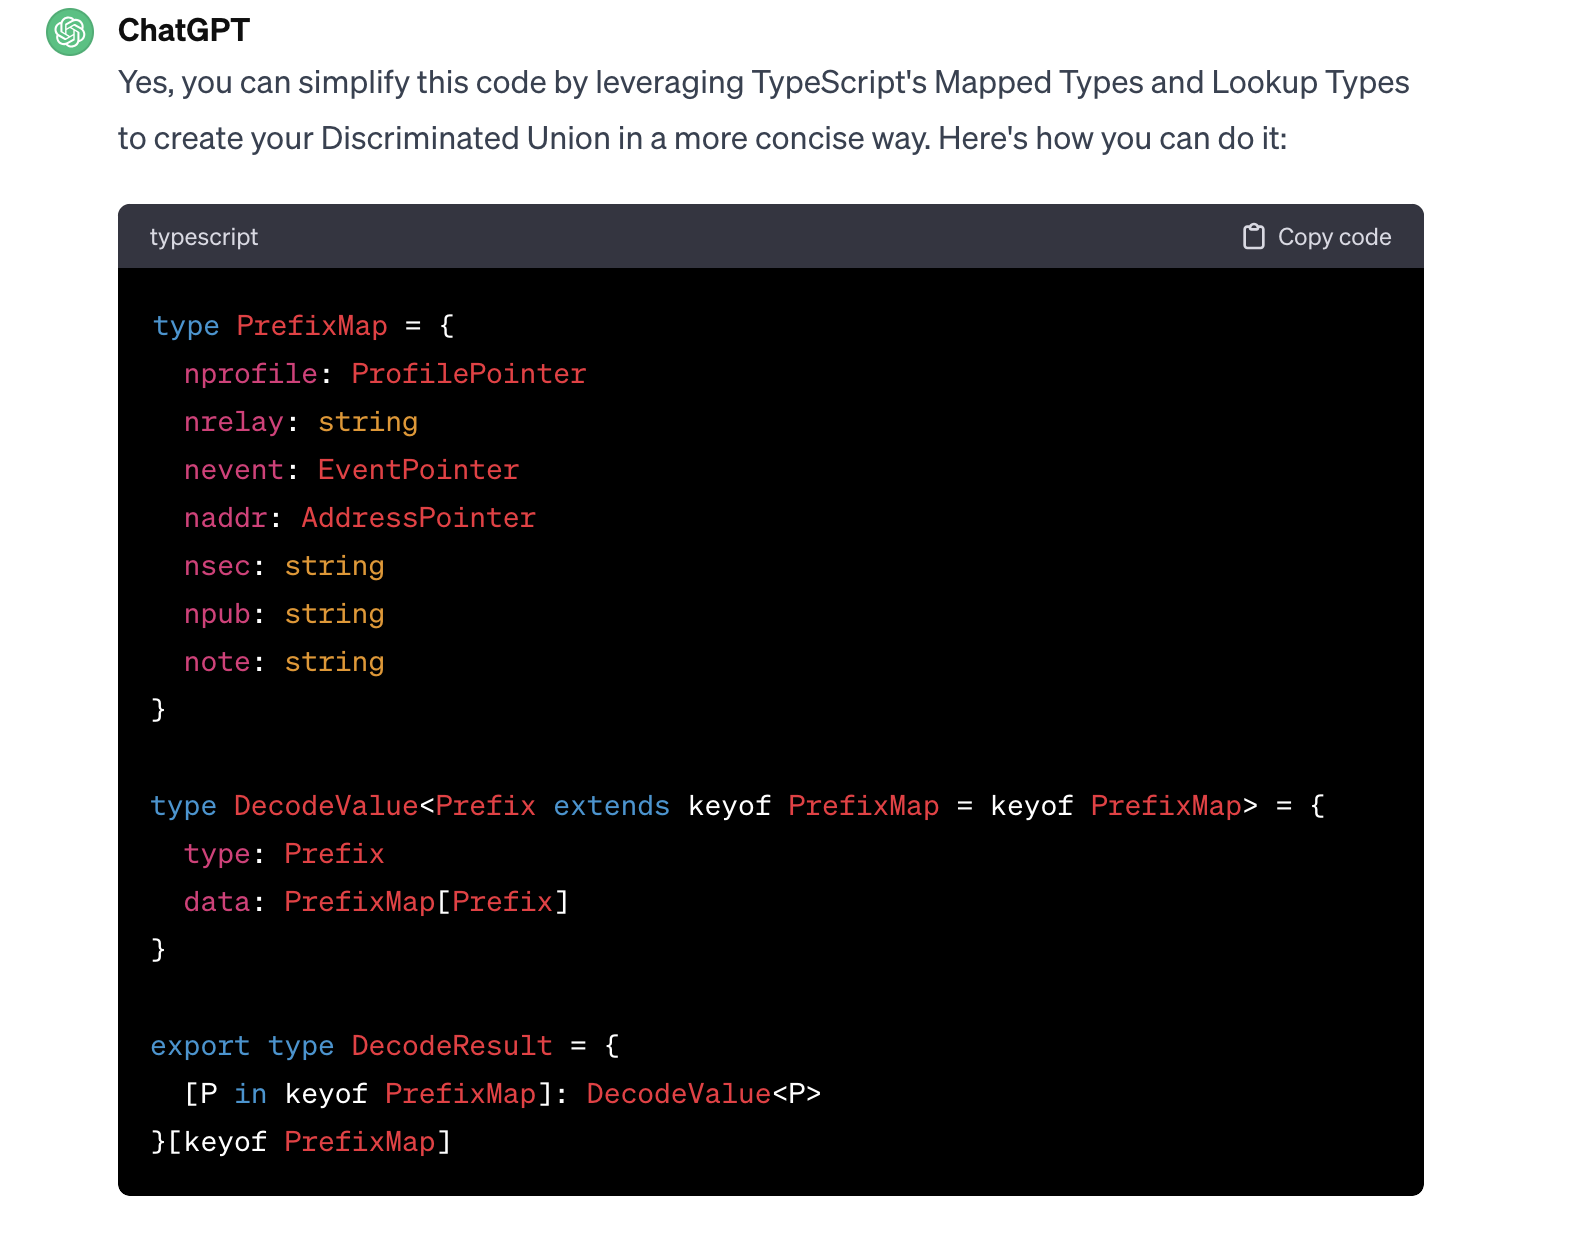 ChatGPT
Yes, you can simplify this code by leveraging TypeScript's Mapped Types and Lookup Types
to create your Discriminated Union in a more concise way. Here's how you can do it:
typescript
Copy code
type PrefixMap = {
  nprofile: ProfilePointer
  nrelay: string
  nevent: EventPointer
  naddr: AddressPointer
  nsec: string
  npub: string
  note: string
}
type DecodeValue<Prefix extends keyof PrefixMap = keyof PrefixMap> = {
  type: Prefix
  data: PrefixMap[Prefix]
}
export type DecodeResult = {
  [P in keyof PrefixMap]: DecodeValue<P>
}[keyof PrefixMap]